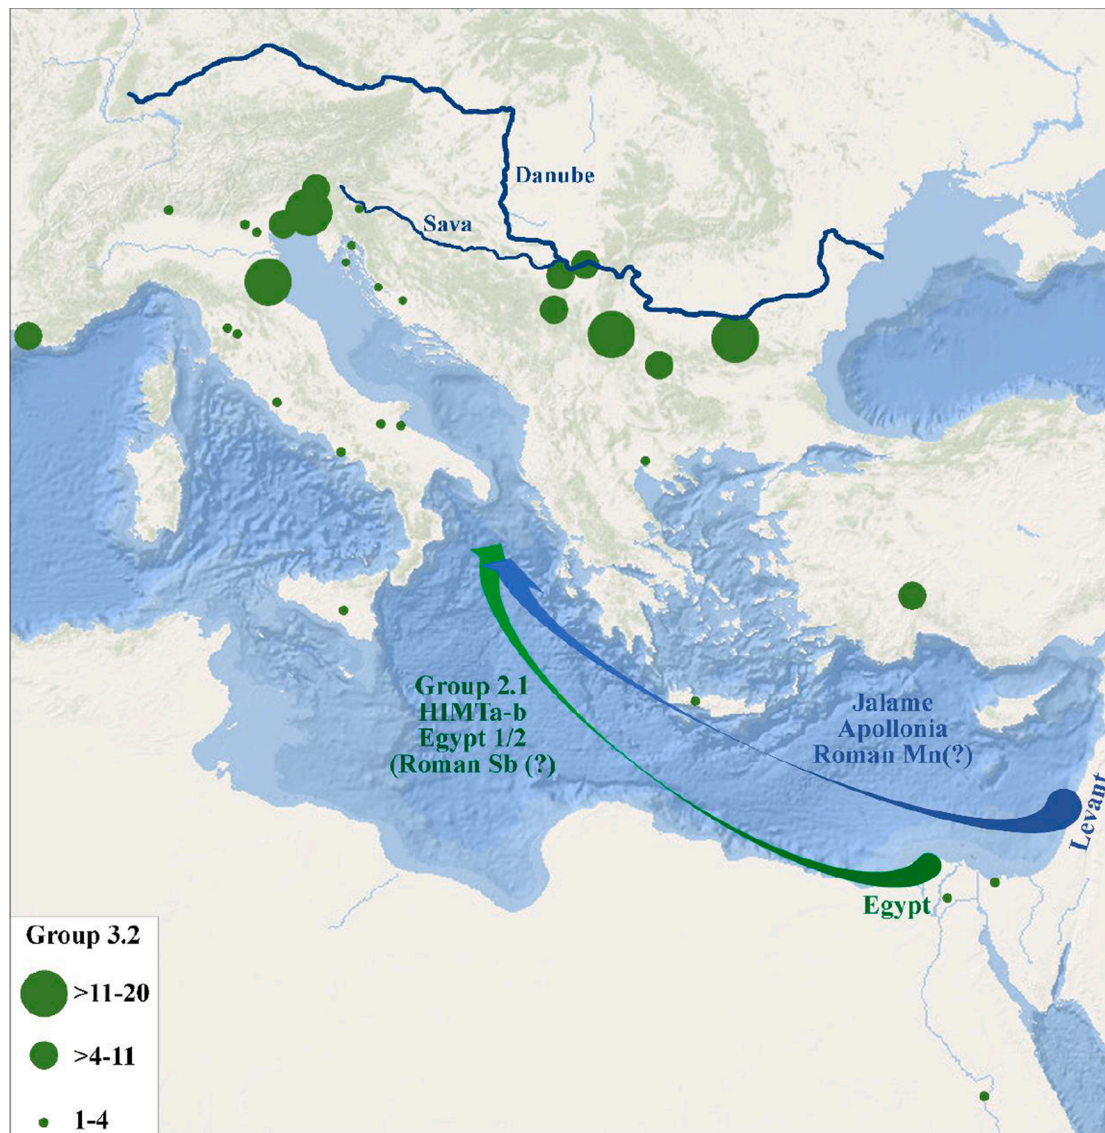 Danube
Sava
Group 2.1
HIMTa-b
Egypt 1/2
(Roman Sb (?)
Jalame
Apollonia
Roman Mn(?)
Levant
Egypt
Group 3.2
>11-20
>4-11
1-4